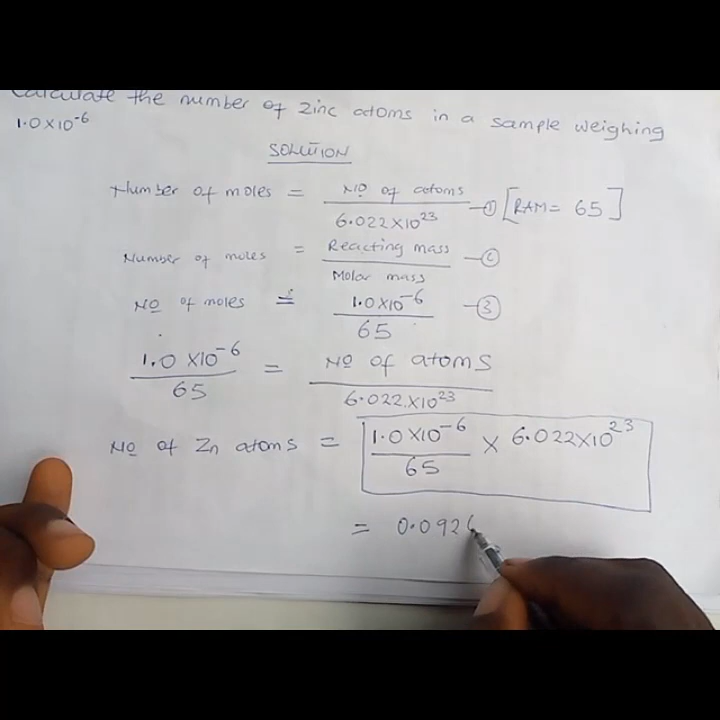 Calculate the number of zinc atoms in a sample weighing
1.0 X 10⁻⁶
SOLUTION
Number of moles = No of atoms / 6.022 X 10²³ —① [RAM = 65]
Number of moles = Reacting mass / Molar mass —②
No of moles = 1.0 X 10⁻⁶ / 65 —③
1.0 X 10⁻⁶ / 65 = No of atoms / 6.022 X 10²³
No of Zn atoms = 1.0 X 10⁻⁶ / 65 X 6.022 X 10²³
= 0.092